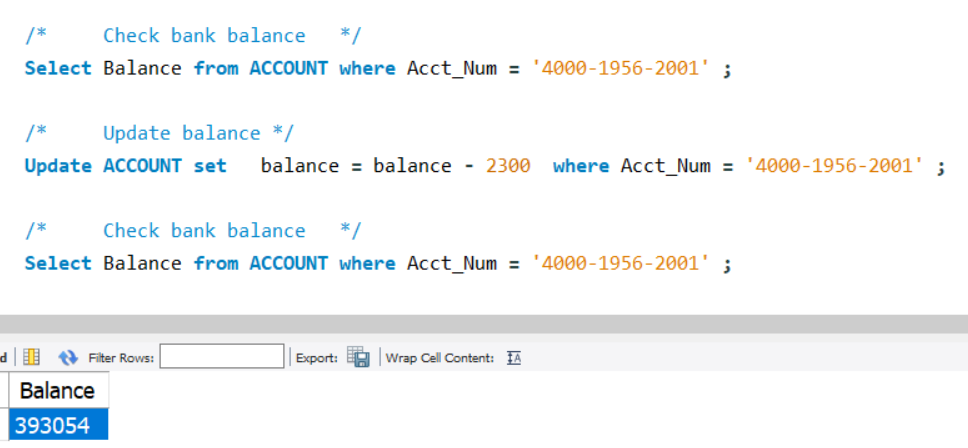 /* Check bank balance */
Select Balance from ACCOUNT where Acct_Num = '4000-1956-2001' ;
/* Update balance */
Update ACCOUNT set balance = balance - 2300 where Acct_Num = '4000-1956-2001' ;
/* Check bank balance */
Select Balance from ACCOUNT where Acct_Num = '4000-1956-2001' ;
Filter Rows: Export: Wrap Cell Content:
Balance
393054